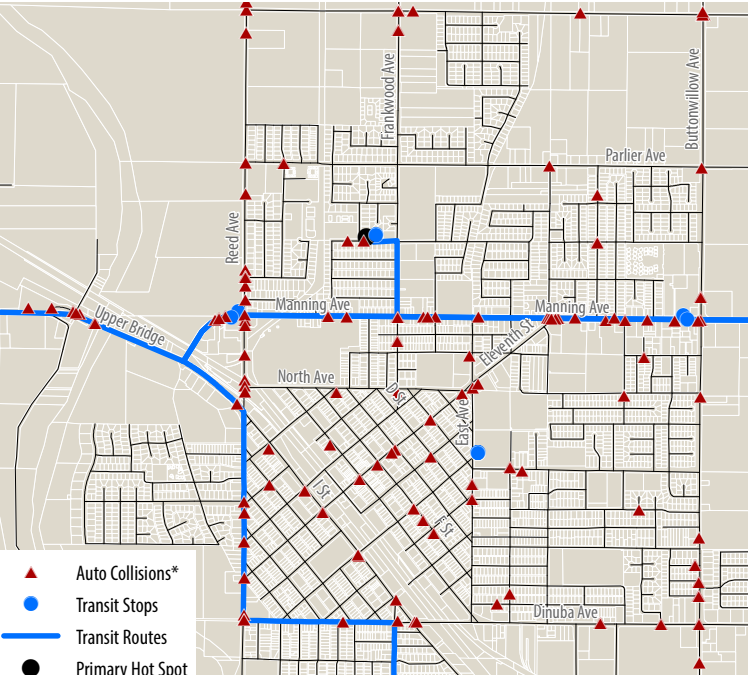 Frankwood Ave
Buttonwillow Ave
Parlier Ave
Reed Ave
Manning Ave
Manning Ave
Upper Bridge
Eleventh St
North Ave
D St
East Ave
I St
F St
Dinuba Ave
Auto Collisions*
Transit Stops
Transit Routes
Primary Hot Spot